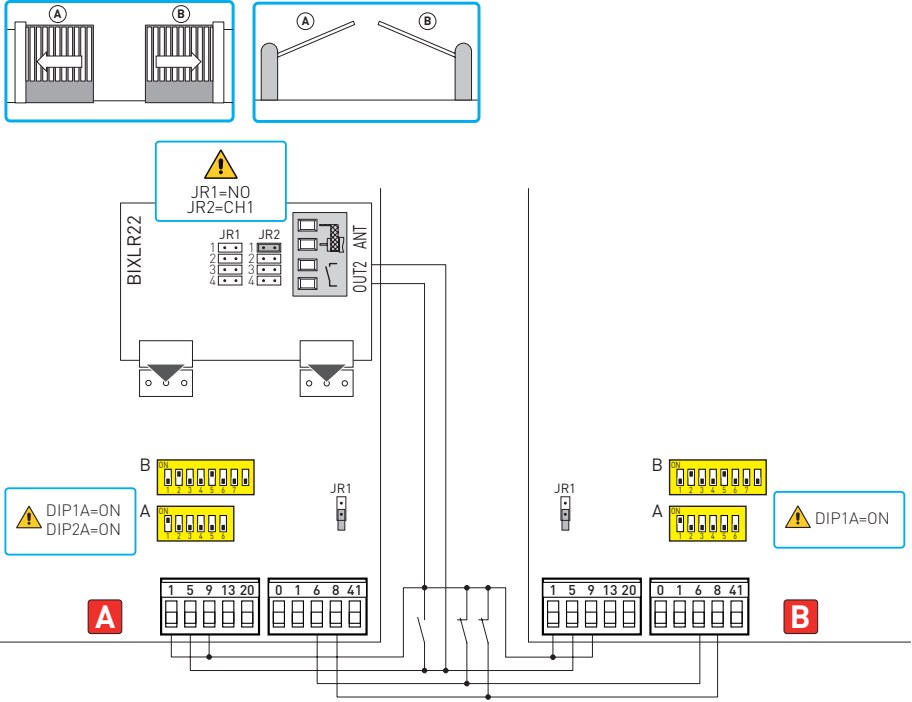 A B
A B
JR1=NO
JR2=CH1
BIXLR22
JR1 JR2
1 1
2 2
3 3
4 4
ANT
OUT2
B
ON
1 2 3 4 5 6 7
A
ON
1 2 3 4 5 6
DIP1A=ON
DIP2A=ON
JR1
JR1
B
ON
1 2 3 4 5 6 7
A
ON
1 2 3 4 5 6
DIP1A=ON
A
1 5 9 13 20
0 1 6 8 41
1 5 9 13 20
0 1 6 8 41
B